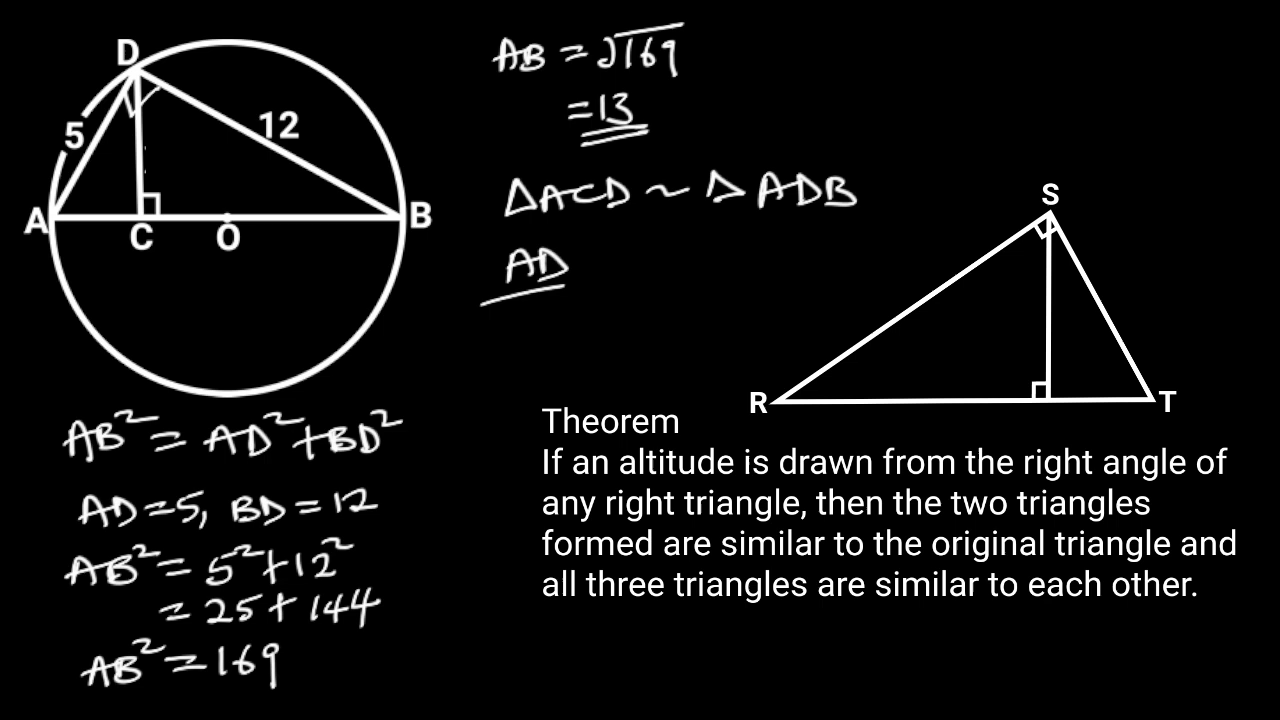 D
5
12
A
C
O
B
AB² = AD² + BD²
AD = 5, BD = 12
AB² = 5² + 12²
= 25 + 144
AB² = 169
AB = √169
= 13
ΔACD ~ ΔADB
AD
S
R
T
Theorem
If an altitude is drawn from the right angle of
any right triangle, then the two triangles
formed are similar to the original triangle and
all three triangles are similar to each other.